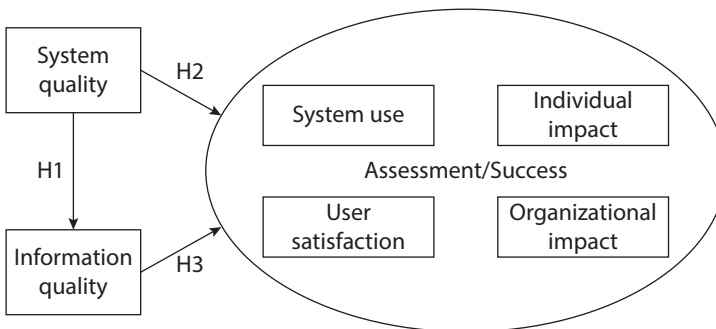 System
quality
H2
System use
Individual
impact
H1
Assessment/Success
Information
quality
H3
User
satisfaction
Organizational
impact